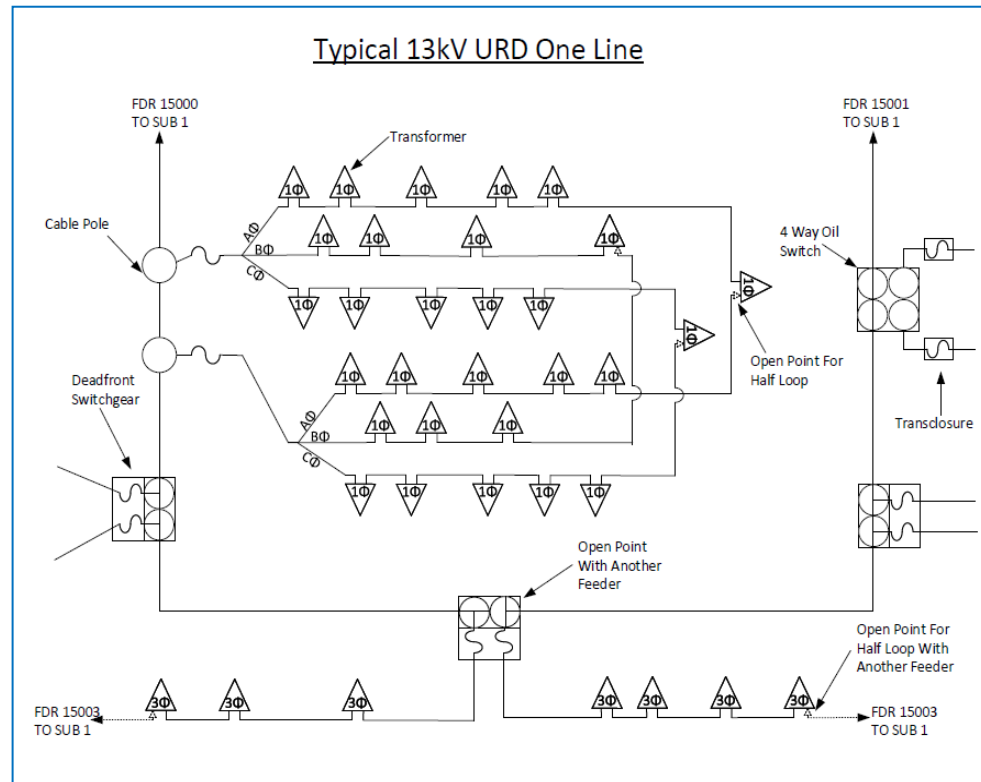 Typical 13kV URD One Line
FDR 15000
TO SUB 1
FDR 15001
TO SUB 1
Transformer
1Φ 1Φ 1Φ 1Φ 1Φ
Cable Pole
AΦ
1Φ 1Φ 1Φ 1Φ
BΦ
4 Way Oil
Switch
CΦ
1Φ
1Φ 1Φ 1Φ 1Φ 1Φ
1Φ
Open Point For
Half Loop
Deadfront
Switchgear
1Φ 1Φ 1Φ 1Φ 1Φ
AΦ
Transclosure
1Φ 1Φ 1Φ
BΦ
CΦ
1Φ 1Φ 1Φ 1Φ 1Φ
Open Point
With Another
Feeder
Open Point For
Half Loop With
Another Feeder
3Φ 3Φ 3Φ
3Φ 3Φ 3Φ 3Φ
FDR 15003
TO SUB 1
FDR 15003
TO SUB 1